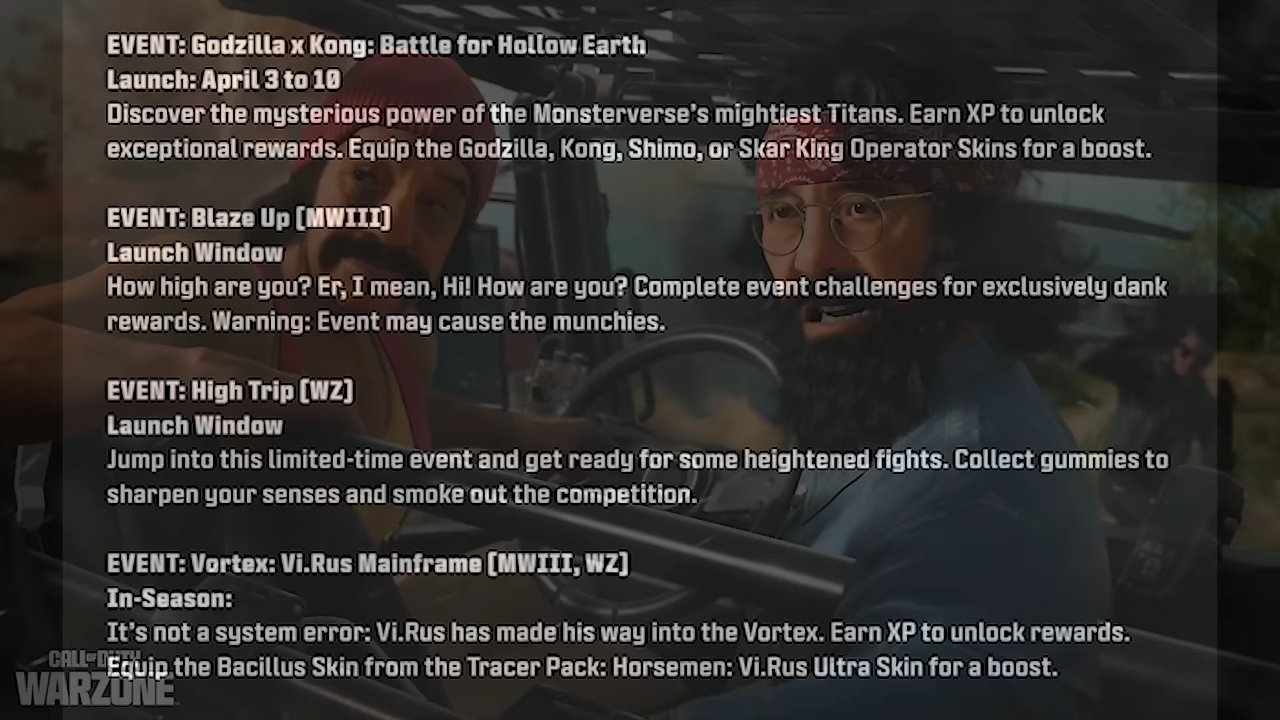 EVENT: Godzilla x Kong: Battle for Hollow Earth
Launch: April 3 to 10
Discover the mysterious power of the Monsterverse's mightiest Titans. Earn XP to unlock
exceptional rewards. Equip the Godzilla, Kong, Shimo, or Skar King Operator Skins for a boost.
EVENT: Blaze Up [MWIII]
Launch Window
How high are you? Er, I mean, Hi! How are you? Complete event challenges for exclusively dank
rewards. Warning: Event may cause the munchies.
EVENT: High Trip [WZ]
Launch Window
Jump into this limited-time event and get ready for some heightened fights. Collect gummies to
sharpen your senses and smoke out the competition.
EVENT: Vortex: Vi.Rus Mainframe [MWIII, WZ]
In-Season:
It's not a system error: Vi.Rus has made his way into the Vortex. Earn XP to unlock rewards.
Equip the Bacillus Skin from the Tracer Pack: Horsemen: Vi.Rus Ultra Skin for a boost.
CALL OF DUTY
WARZONE